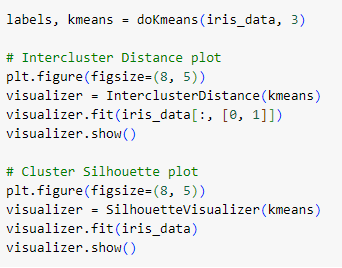 labels, kmeans = doKmeans(iris_data, 3)
# Intercluster Distance plot
plt.figure(figsize=(8, 5))
visualizer = InterclusterDistance(kmeans)
visualizer.fit(iris_data[:, [0, 1]])
visualizer.show()
# Cluster Silhouette plot
plt.figure(figsize=(8, 5))
visualizer = SilhouetteVisualizer(kmeans)
visualizer.fit(iris_data)
visualizer.show()